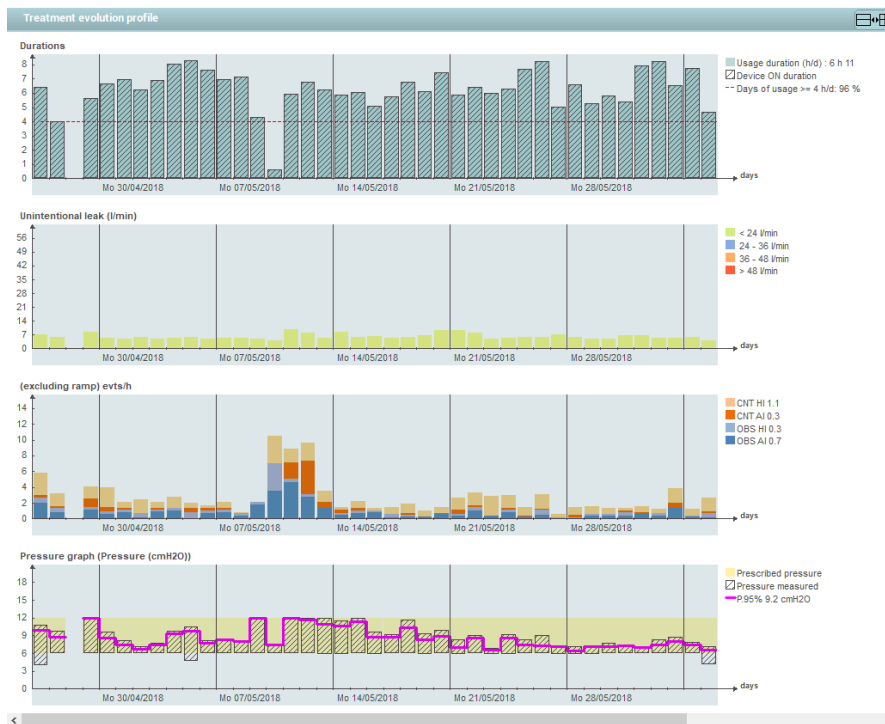 Treatment evolution profile
Durations
8
7
6
5
4
3
2
1
0
Mo 30/04/2018 Mo 07/05/2018 Mo 14/05/2018 Mo 21/05/2018 Mo 28/05/2018
days
Usage duration (h/d) : 6 h 11
Device ON duration
Days of usage >= 4 h/d: 96 %
Unintentional leak (l/min)
56
49
42
35
28
21
14
7
0
Mo 30/04/2018 Mo 07/05/2018 Mo 14/05/2018 Mo 21/05/2018 Mo 28/05/2018
days
< 24 l/min
24 - 36 l/min
36 - 48 l/min
> 48 l/min
(excluding ramp) evts/h
14
12
10
8
6
4
2
0
Mo 30/04/2018 Mo 07/05/2018 Mo 14/05/2018 Mo 21/05/2018 Mo 28/05/2018
days
CNT HI 1.1
CNT AI 0.3
OBS HI 0.3
OBS AI 0.7
Pressure graph (Pressure (cmH2O))
18
15
12
9
6
3
0
Mo 30/04/2018 Mo 07/05/2018 Mo 14/05/2018 Mo 21/05/2018 Mo 28/05/2018
days
Prescribed pressure
Pressure measured
P.95% 9.2 cmH2O